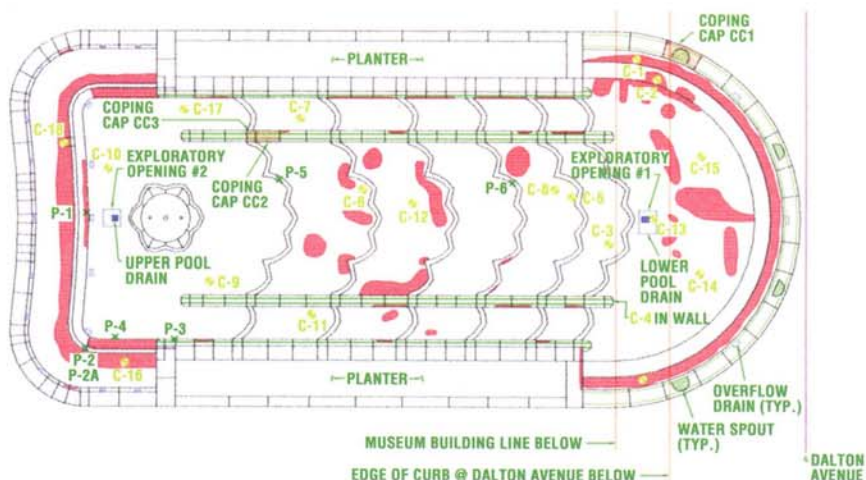 COPING
CAP CC1
PLANTER
C-1
C-2
C-17
C-7
COPING
CAP CC3
C-18
C-10
EXPLORATORY
OPENING #2
COPING
CAP CC2
P-5
C-6
P-6
C-8
C-5
EXPLORATORY
OPENING #1
C-15
P-1
C-12
C-3
C-13
UPPER POOL
DRAIN
LOWER
POOL
DRAIN
C-9
C-14
C-11
C-4 IN WALL
P-4
P-3
P-2
P-2A
C-16
PLANTER
OVERFLOW
DRAIN (TYP.)
WATER SPOUT
(TYP.)
MUSEUM BUILDING LINE BELOW
EDGE OF CURB @ DALTON AVENUE BELOW
DALTON
AVENUE